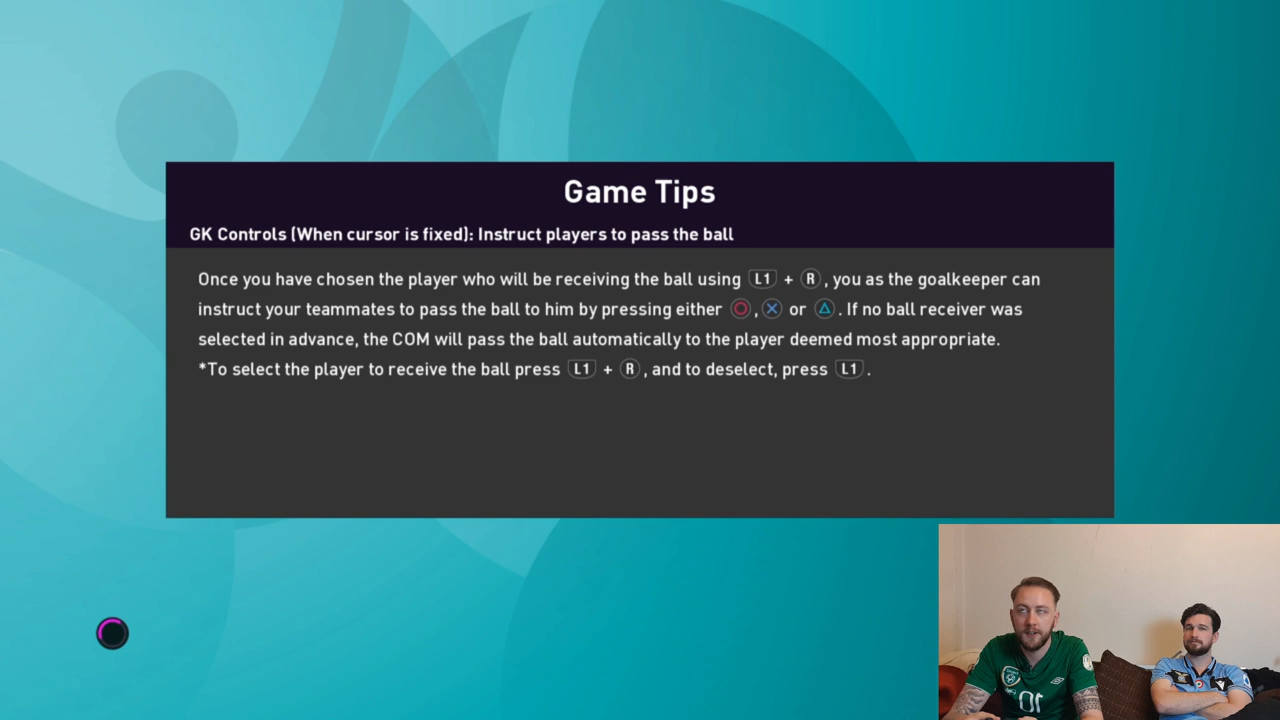 Game Tips
GK Controls (When cursor is fixed): Instruct players to pass the ball
Once you have chosen the player who will be receiving the ball using L1 + R, you as the goalkeeper can
instruct your teammates to pass the ball to him by pressing either ○, ✕ or △. If no ball receiver was
selected in advance, the COM will pass the ball automatically to the player deemed most appropriate.
*To select the player to receive the ball press L1 + R, and to deselect, press L1.
10